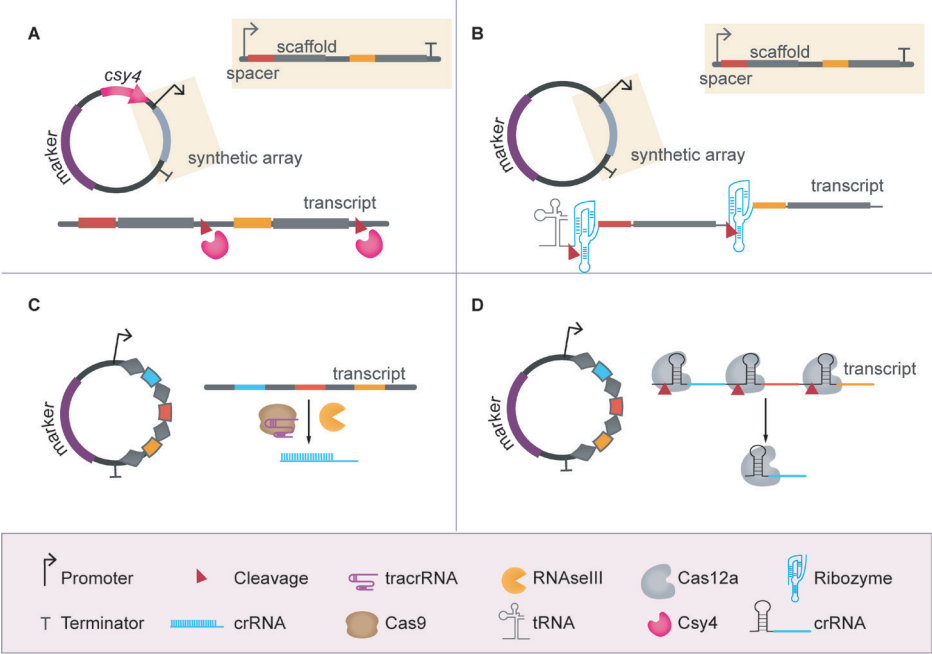 A
csy4
scaffold
spacer
marker
synthetic array
transcript
B
scaffold
spacer
marker
synthetic array
transcript
C
marker
transcript
D
marker
transcript
Promoter
Cleavage
tracrRNA
RNAseIII
Cas12a
Ribozyme
Terminator
crRNA
Cas9
tRNA
Csy4
crRNA